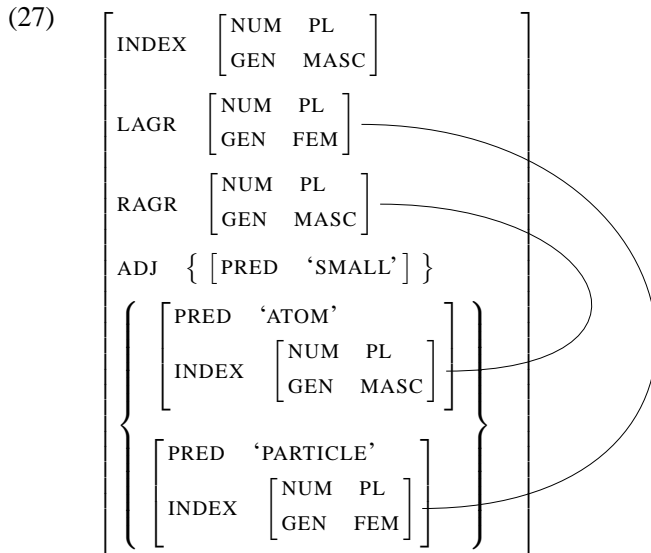 (27)
INDEX [NUM PL
GEN MASC]
LAGR [NUM PL
GEN FEM]
RAGR [NUM PL
GEN MASC]
ADJ { [PRED ‘SMALL’] }
PRED ‘ATOM’
INDEX [NUM PL
GEN MASC]
PRED ‘PARTICLE’
INDEX [NUM PL
GEN FEM]